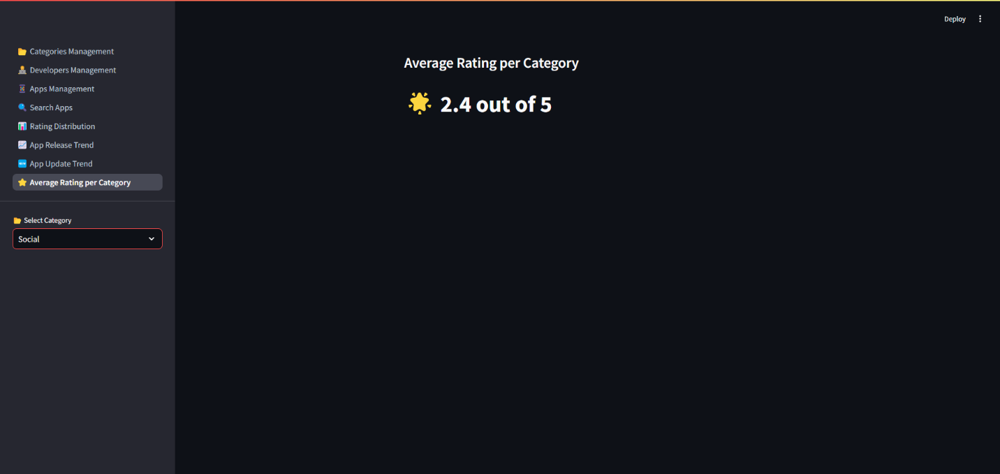 Deploy
Categories Management
Developers Management
Apps Management
Search Apps
Rating Distribution
App Release Trend
App Update Trend
Average Rating per Category
Select Category
Social
Average Rating per Category
2.4 out of 5